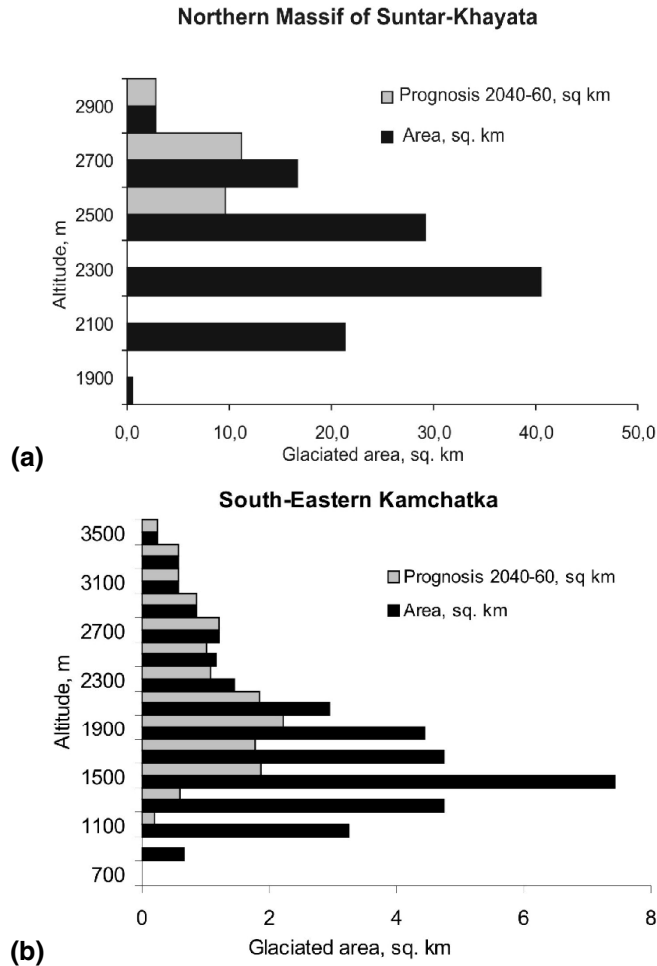 Northern Massif of Suntar-Khayata
Prognosis 2040-60, sq km
Area, sq. km
Altitude, m
2900
2700
2500
2300
2100
1900
0,0 10,0 20,0 30,0 40,0 50,0
Glaciated area, sq. km
(a)
South-Eastern Kamchatka
Prognosis 2040-60, sq km
Area, sq. km
Altitude, m
3500
3100
2700
2300
1900
1500
1100
700
0 2 4 6 8
Glaciated area, sq. km
(b)